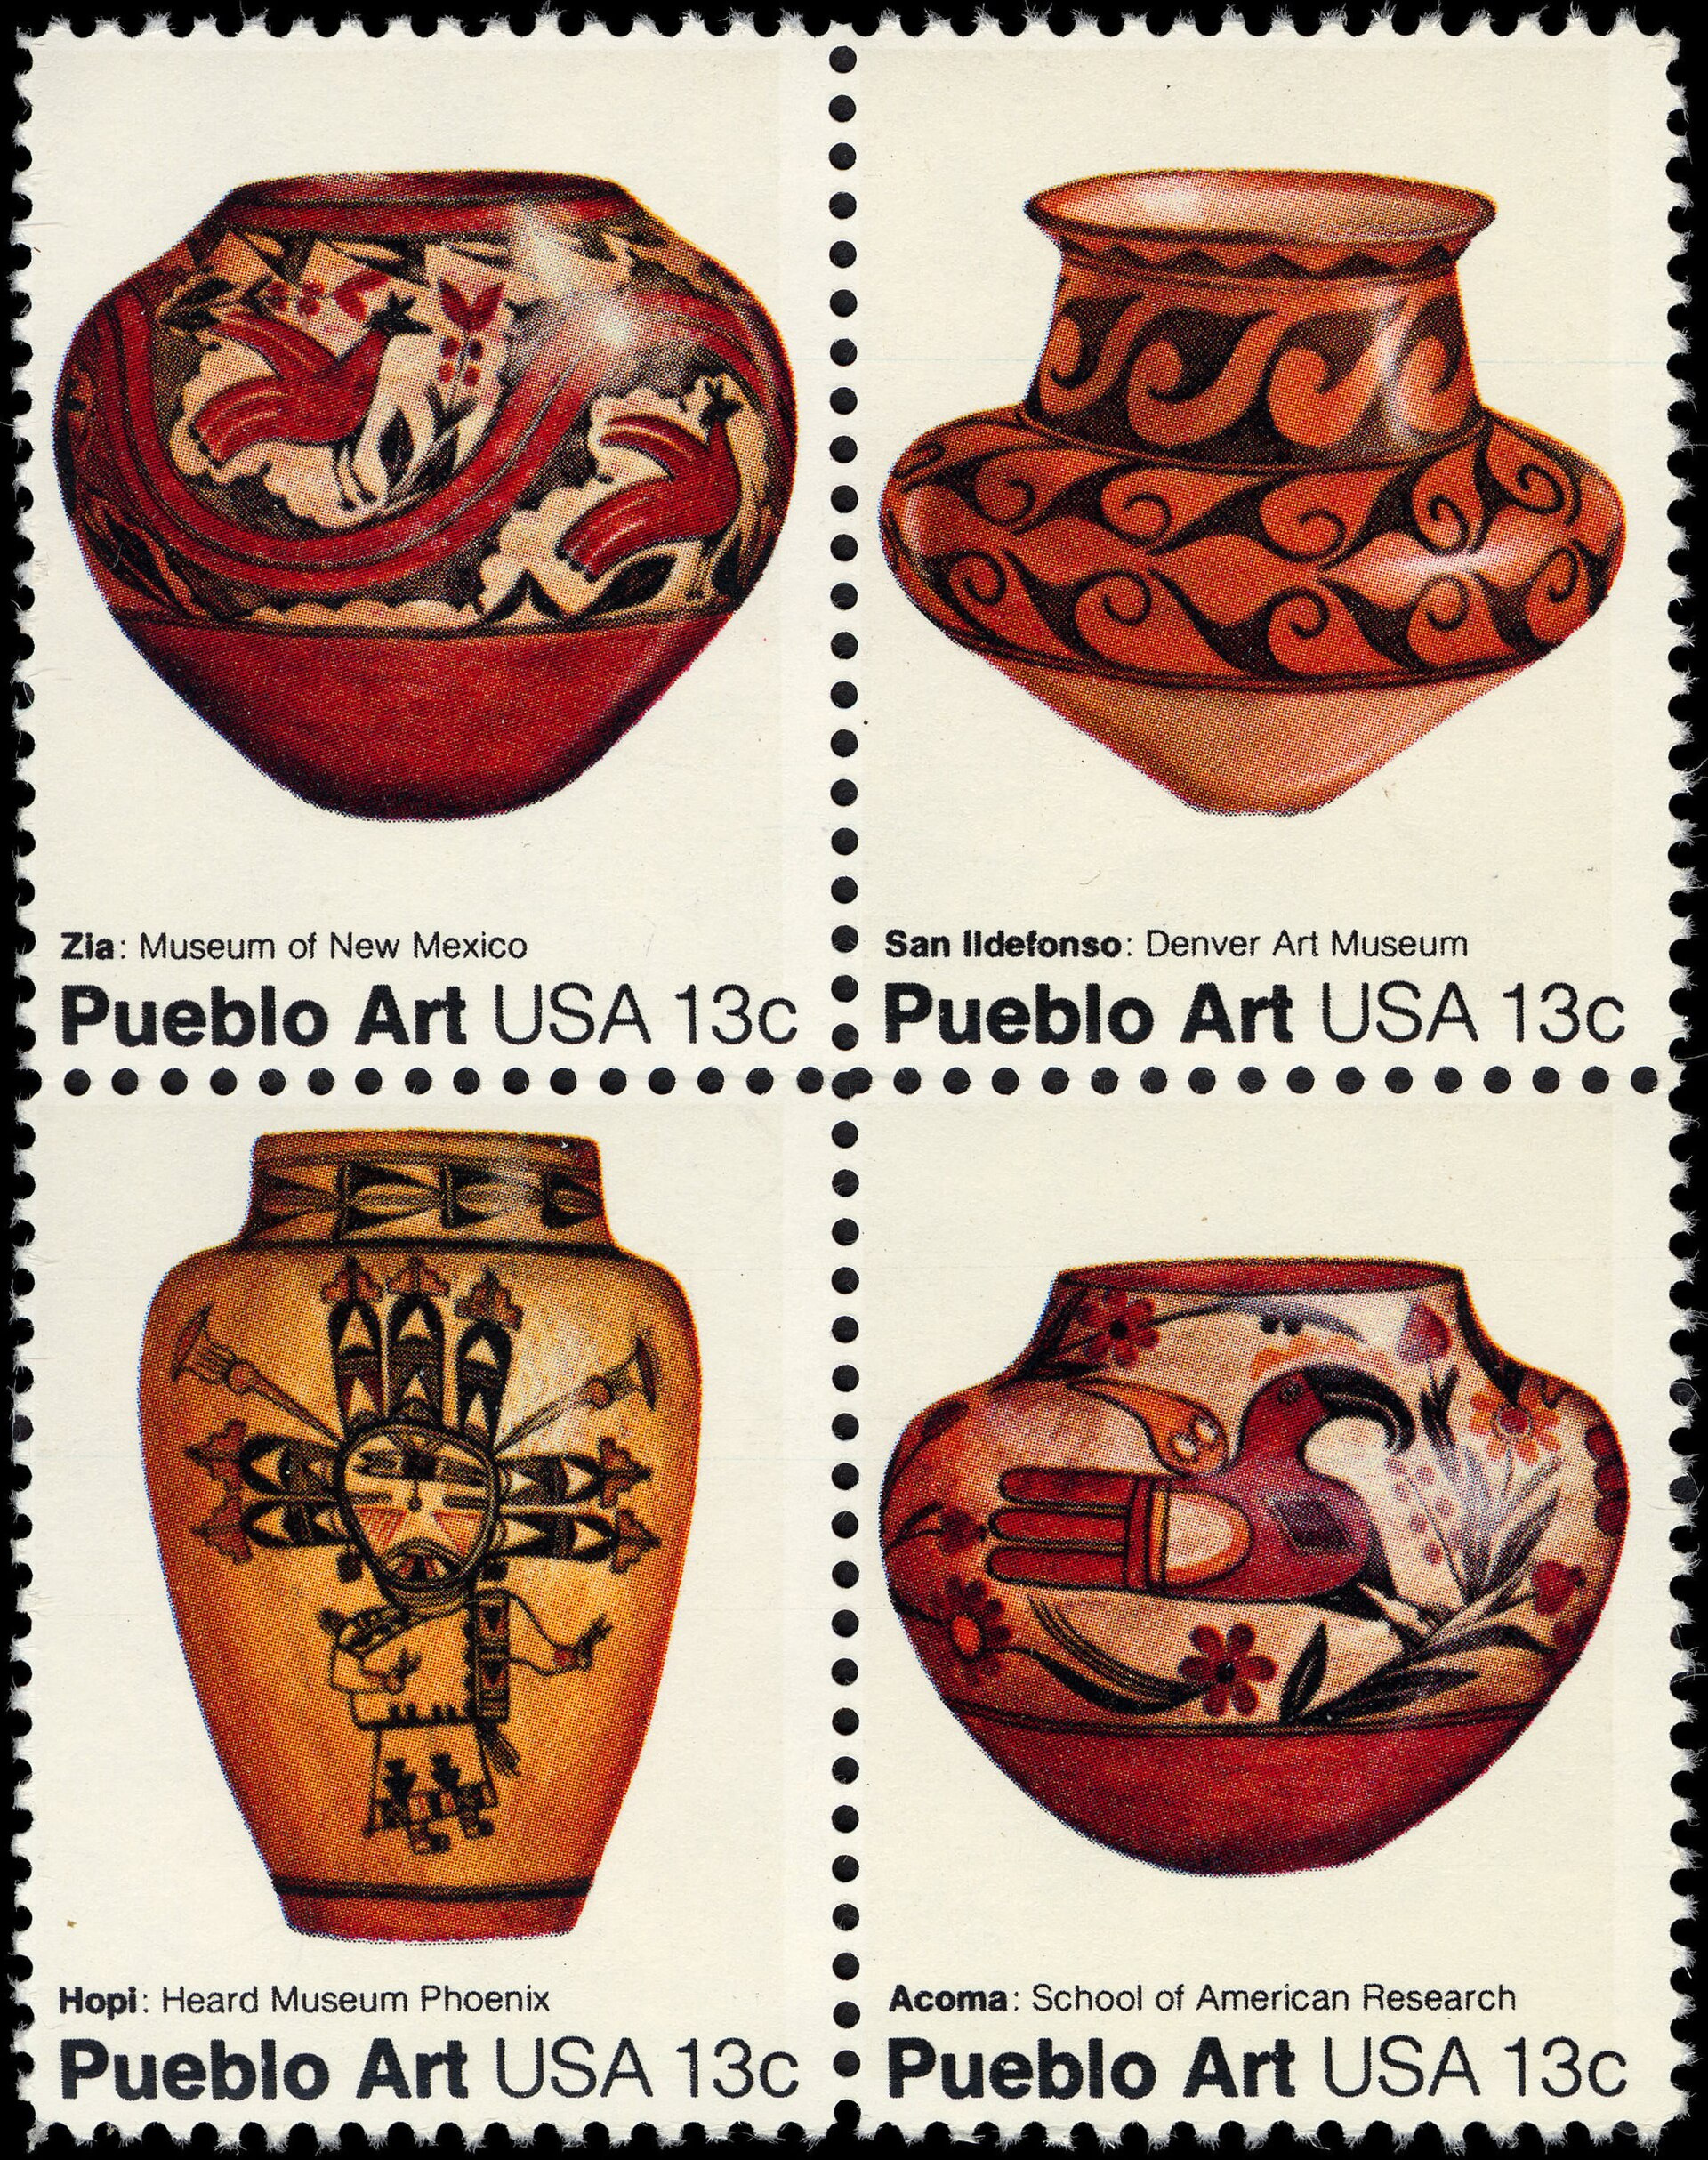 Zia: Museum of New Mexico
Pueblo Art USA 13c
San Ildefonso: Denver Art Museum
Pueblo Art USA 13c
Hopi: Heard Museum Phoenix
Pueblo Art USA 13c
Acoma: School of American Research
Pueblo Art USA 13c